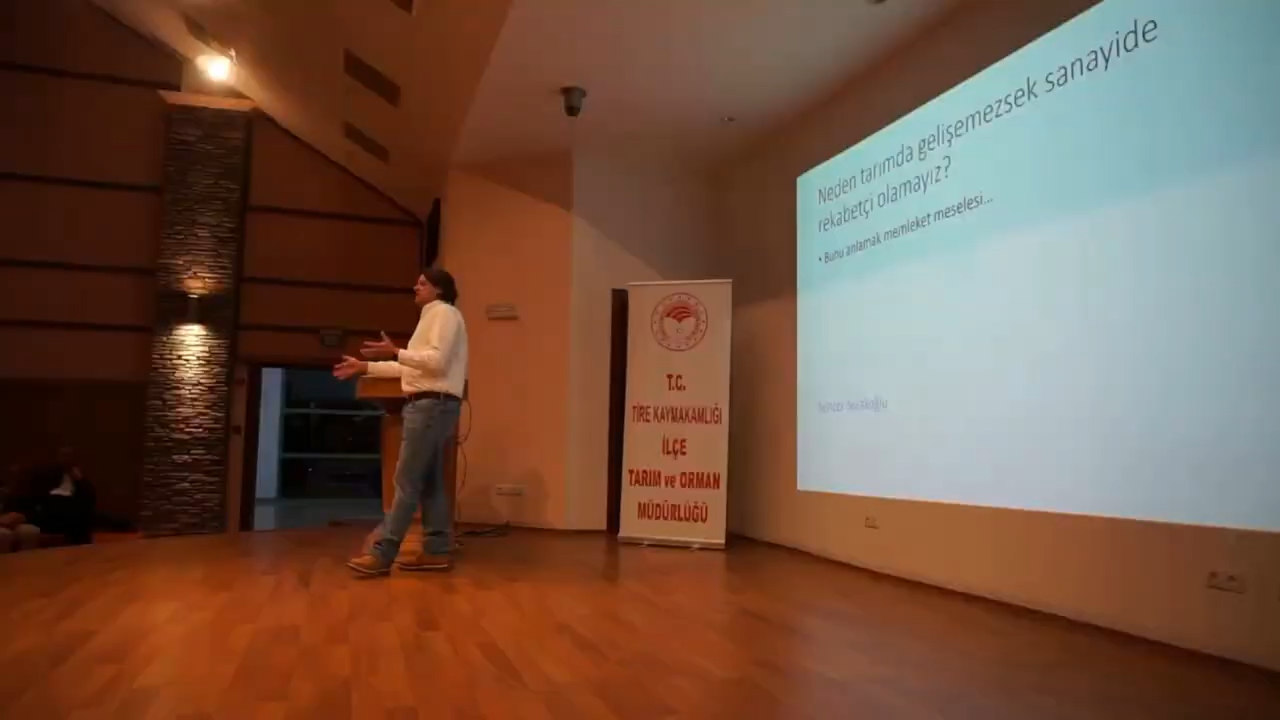 Neden tarımda gelişemezsek sanayide
rekabetçi olamayız?
• Bunu anlamak memleket meselesi...
T.C.
TİRE KAYMAKAMLIĞI
İLÇE
TARIM ve ORMAN
MÜDÜRLÜĞÜ